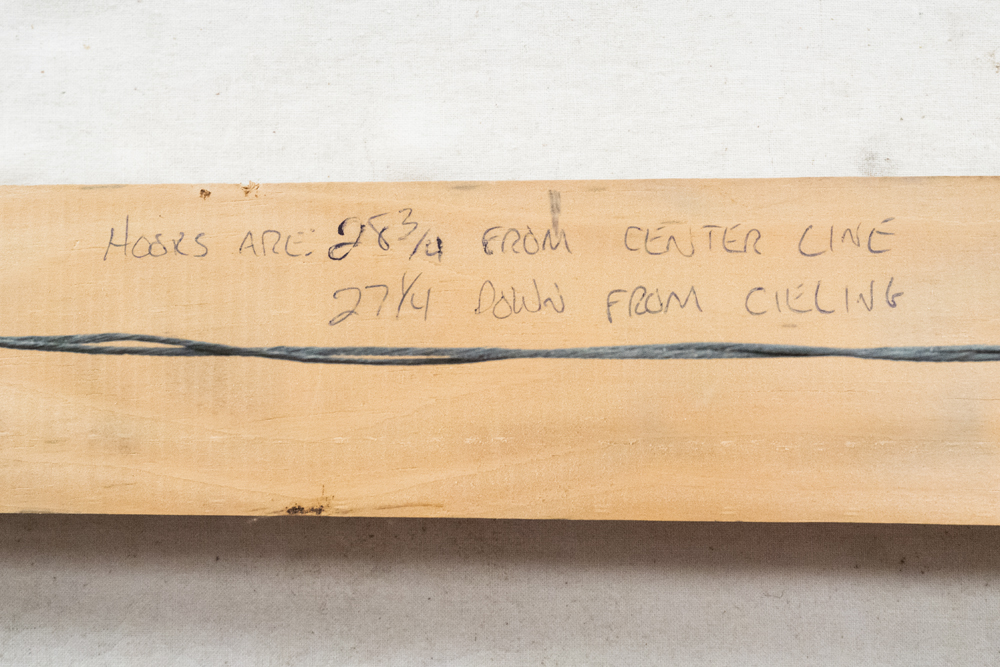 HOOKS ARE: 28 3/4 FROM CENTER LINE
27 1/4 DOWN FROM CIELING